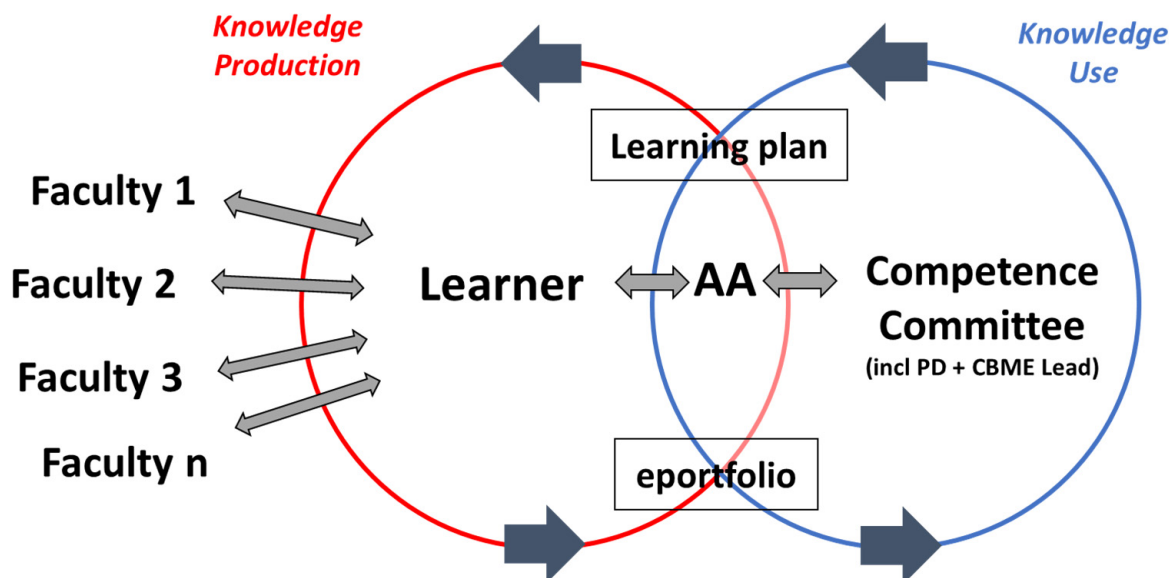 Knowledge
Production
Knowledge
Use
Learning plan
Faculty 1
Faculty 2
Faculty 3
Faculty n
Learner
AA
Competence
Committee
(incl PD + CBME Lead)
eportfolio